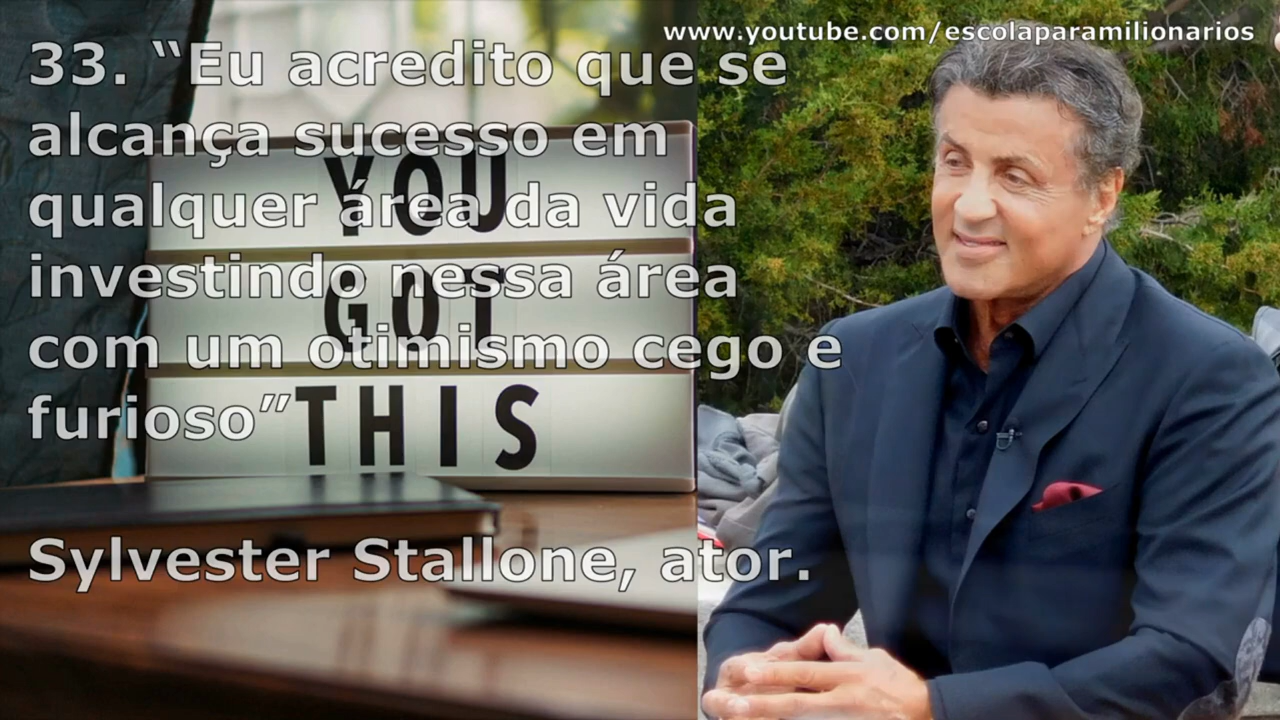 www.youtube.com/escolaparamilionarios
33. “Eu acredito que se
alcança sucesso em
qualquer área da vida
investindo nessa área
com um otimismo cego e
furioso”
YOU
GOT
THIS
Sylvester Stallone, ator.